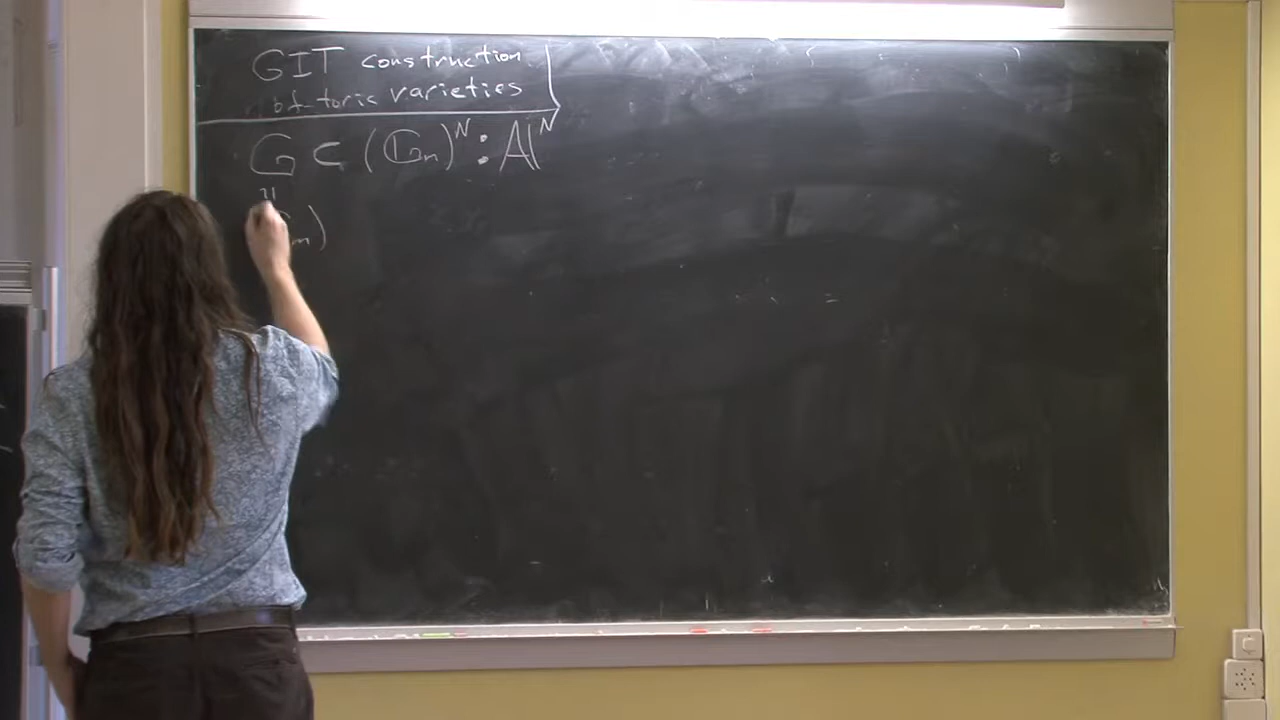 GIT construction
of toric varieties
G ⊂ (𝔾m)^N : 𝔸^N
m)